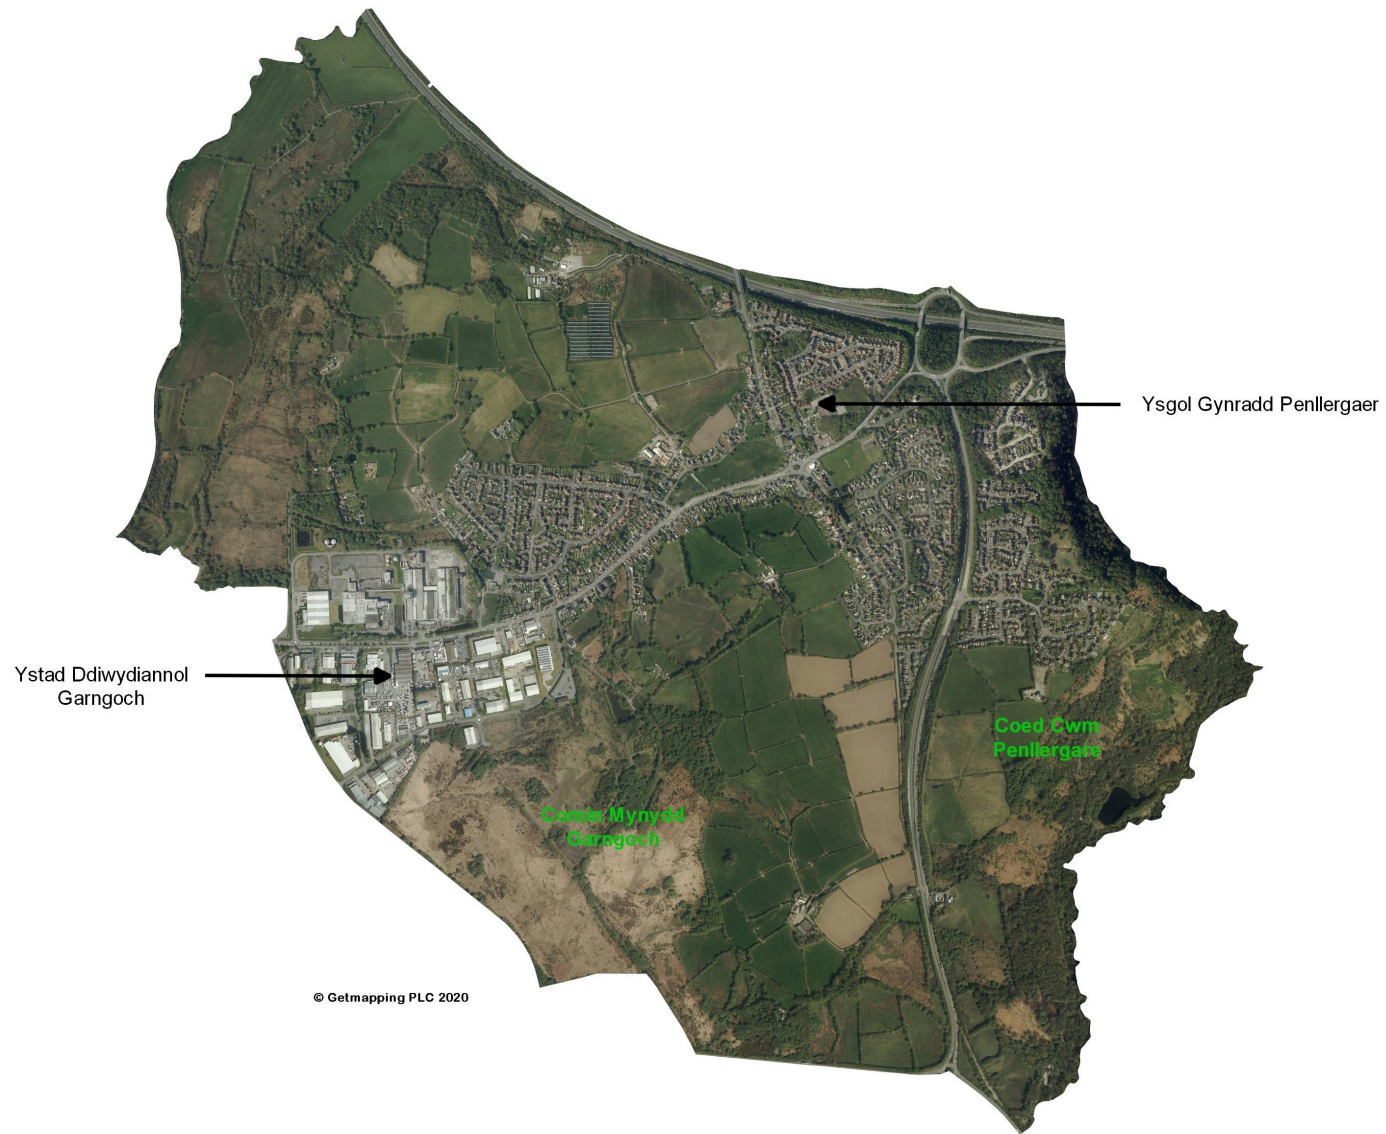 Ysgol Gynradd Penllergaer
Ystad Ddiwydiannol
Garngoch
Coed Cwm
Penllergare
Comin Mynydd
Garngoch
© Getmapping PLC 2020